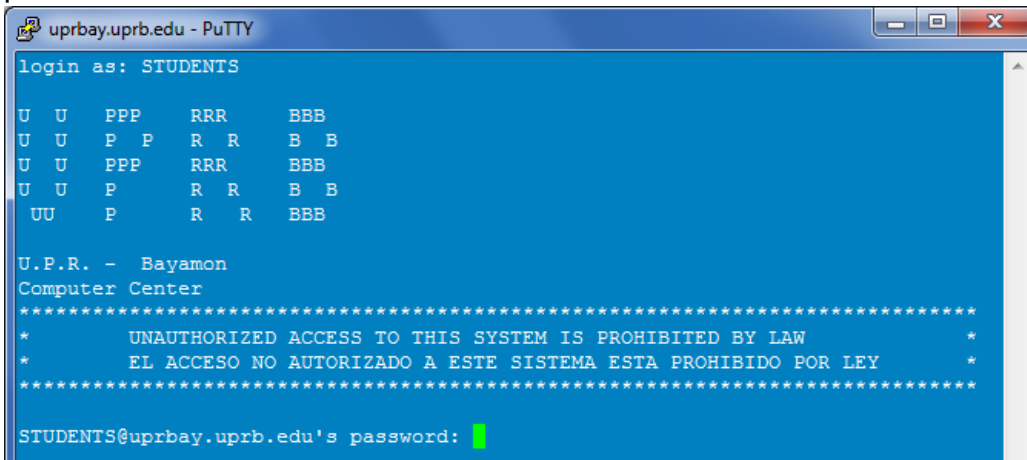 uprbay.uprb.edu - PuTTY
login as: STUDENTS
U  U   PPP    RRR     BBB
U  U   P  P   R  R    B  B
U  U   PPP    RRR     BBB
U  U   P      R  R    B  B
 UU    P      R   R   BBB
U.P.R. -  Bayamon
Computer Center
******************************************************************************
*        UNAUTHORIZED ACCESS TO THIS SYSTEM IS PROHIBITED BY LAW             *
*        EL ACCESO NO AUTORIZADO A ESTE SISTEMA ESTA PROHIBIDO POR LEY       *
******************************************************************************
STUDENTS@uprbay.uprb.edu's password: